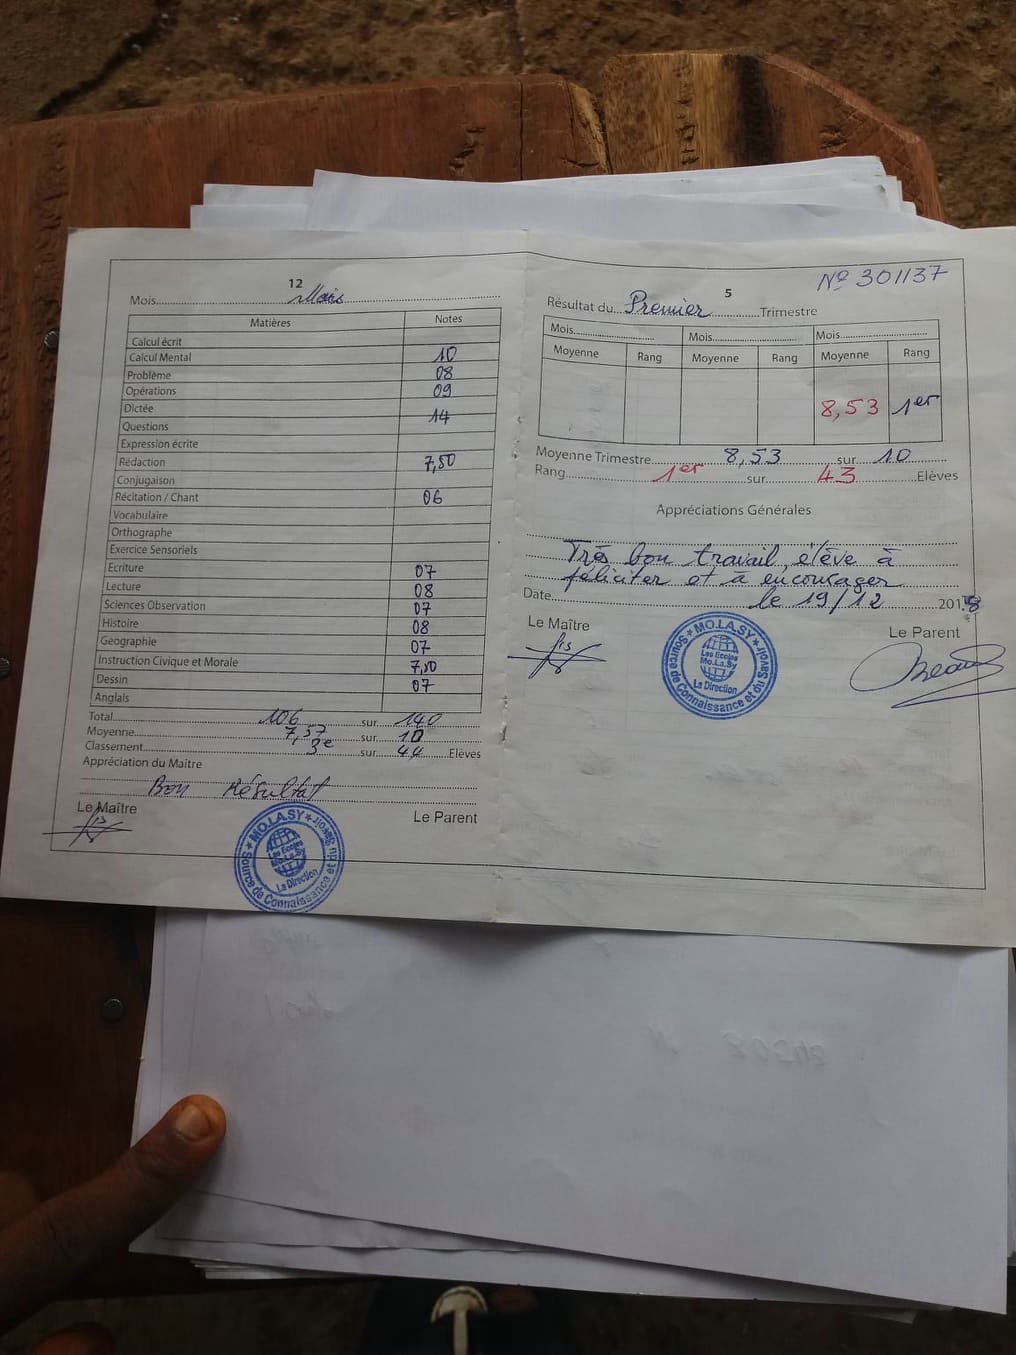 12
Mois Mars
Matières Notes
Calcul écrit
Calcul Mental 10
Problème 08
Opérations 09
Dictée 14
Questions
Expression écrite
Rédaction 7,50
Conjugaison
Récitation / Chant 06
Vocabulaire
Orthographe
Exercice Sensoriels
Ecriture 07
Lecture 08
Sciences Observation 07
Histoire 08
Geographie 07
Instruction Civique et Morale 7,50
Dessin 07
Anglais
Total 106 sur 140
Moyenne 7,57 sur 10
Classement 3e sur 44 Elèves
Appréciation du Maitre
Bon Résultat
Le Maître Le Parent
★ MO.LA.SY ★
Source de Connaissance et du Savoir
Les Ecoles
Mo.La.Sy
La Direction
5
Nº 301137
Résultat du Premier Trimestre
Mois Mois Mois
Moyenne Rang Moyenne Rang Moyenne Rang
8,53 1er
Moyenne Trimestre 8,53 sur 10
Rang 1er sur 43 Elèves
Appréciations Générales
Très bon travail, élève à
féliciter et à encourager
Date le 19/12 2018
Le Maître Le Parent
★ MO.LA.SY ★
Source de Connaissance et du Savoir
Les Ecoles
Mo.La.Sy
La Direction